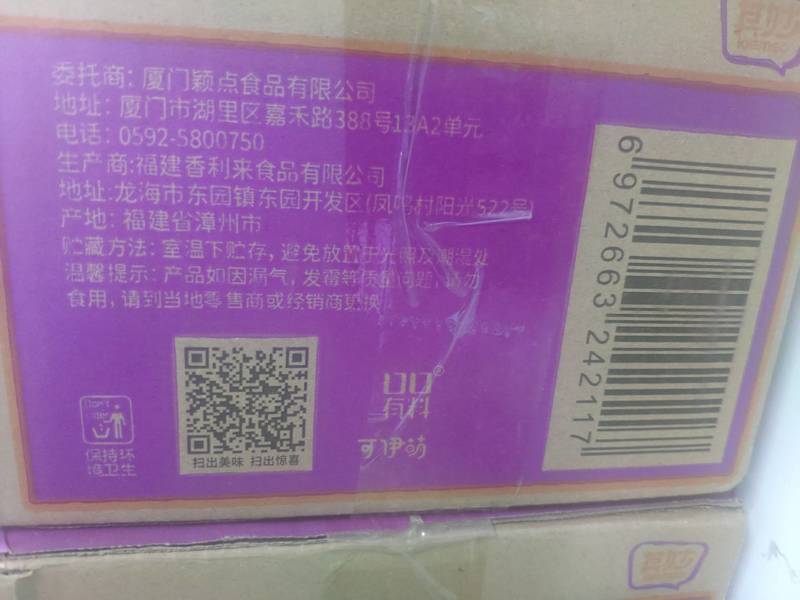 委托商: 厦门颖点食品有限公司
地址: 厦门市湖里区嘉禾路388号13A2单元
电话: 0592-5800750
生产商:福建香利来食品有限公司
地址:龙海市东园镇东园开发区(凤鸣村阳光522号)
产地: 福建省漳州市
贮藏方法: 室温下贮存, 避免放置于光照及潮湿处
温馨提示: 产品如因漏气, 发霉等质量问题, 请勿
食用, 请到当地零售商或经销商更换
6 972663 242117
口口®
有料
可伊萌
扫出美味 扫出惊喜
保持环
境卫生